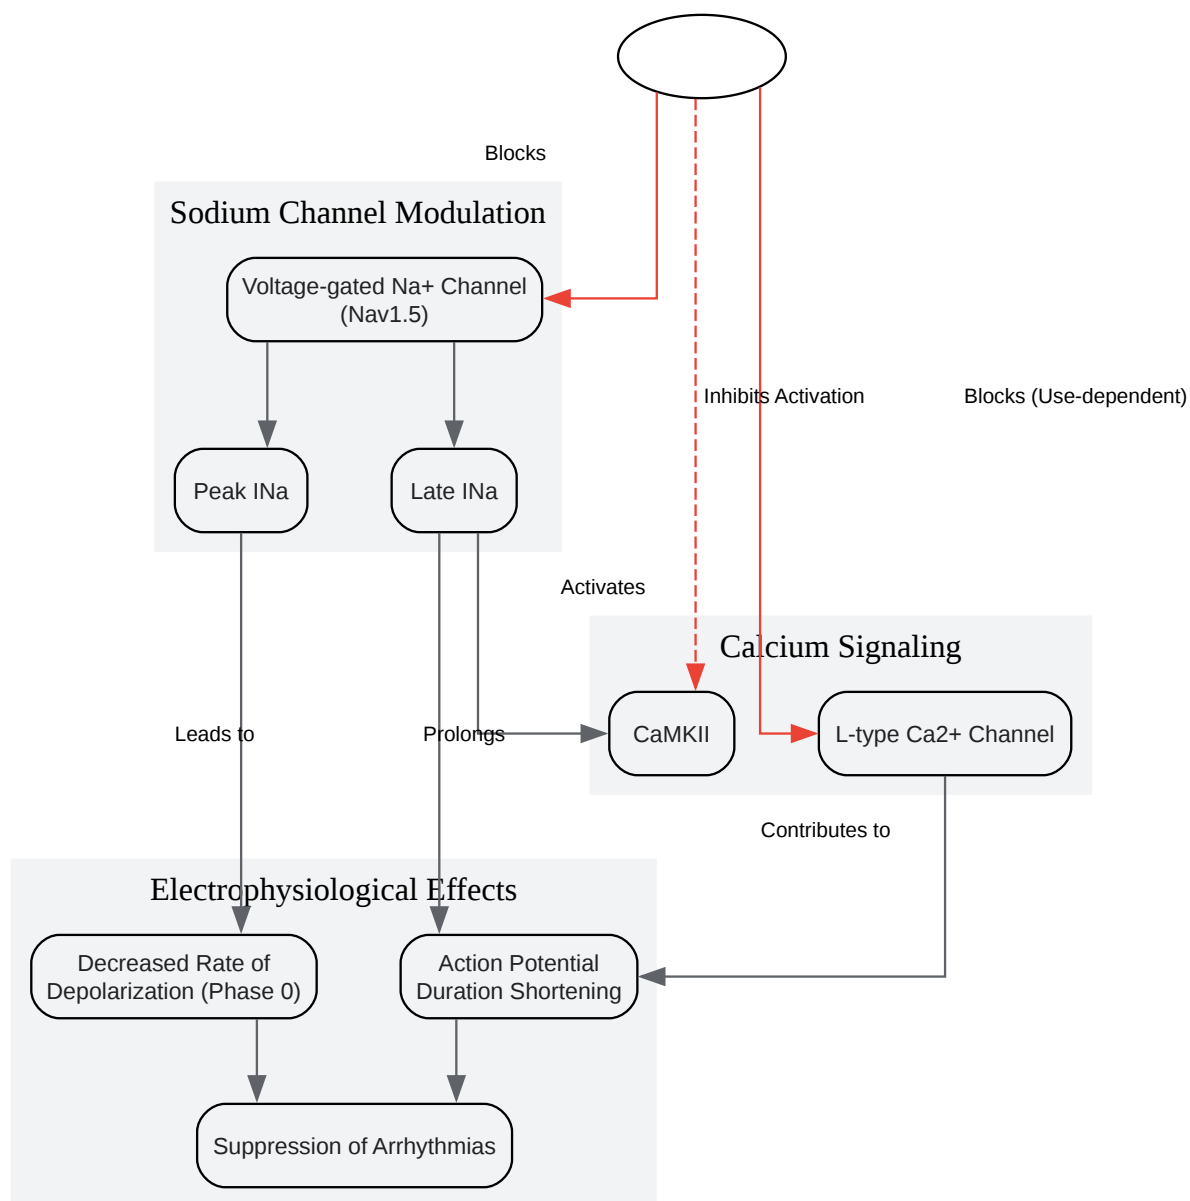 Blocks
Sodium Channel Modulation
Voltage-gated Na+ Channel
(Nav1.5)
Inhibits Activation
Blocks (Use-dependent)
Peak INa
Late INa
Activates
Calcium Signaling
Leads to
Prolongs
CaMKII
L-type Ca2+ Channel
Contributes to
Electrophysiological Effects
Decreased Rate of
Depolarization (Phase 0)
Action Potential
Duration Shortening
Suppression of Arrhythmias